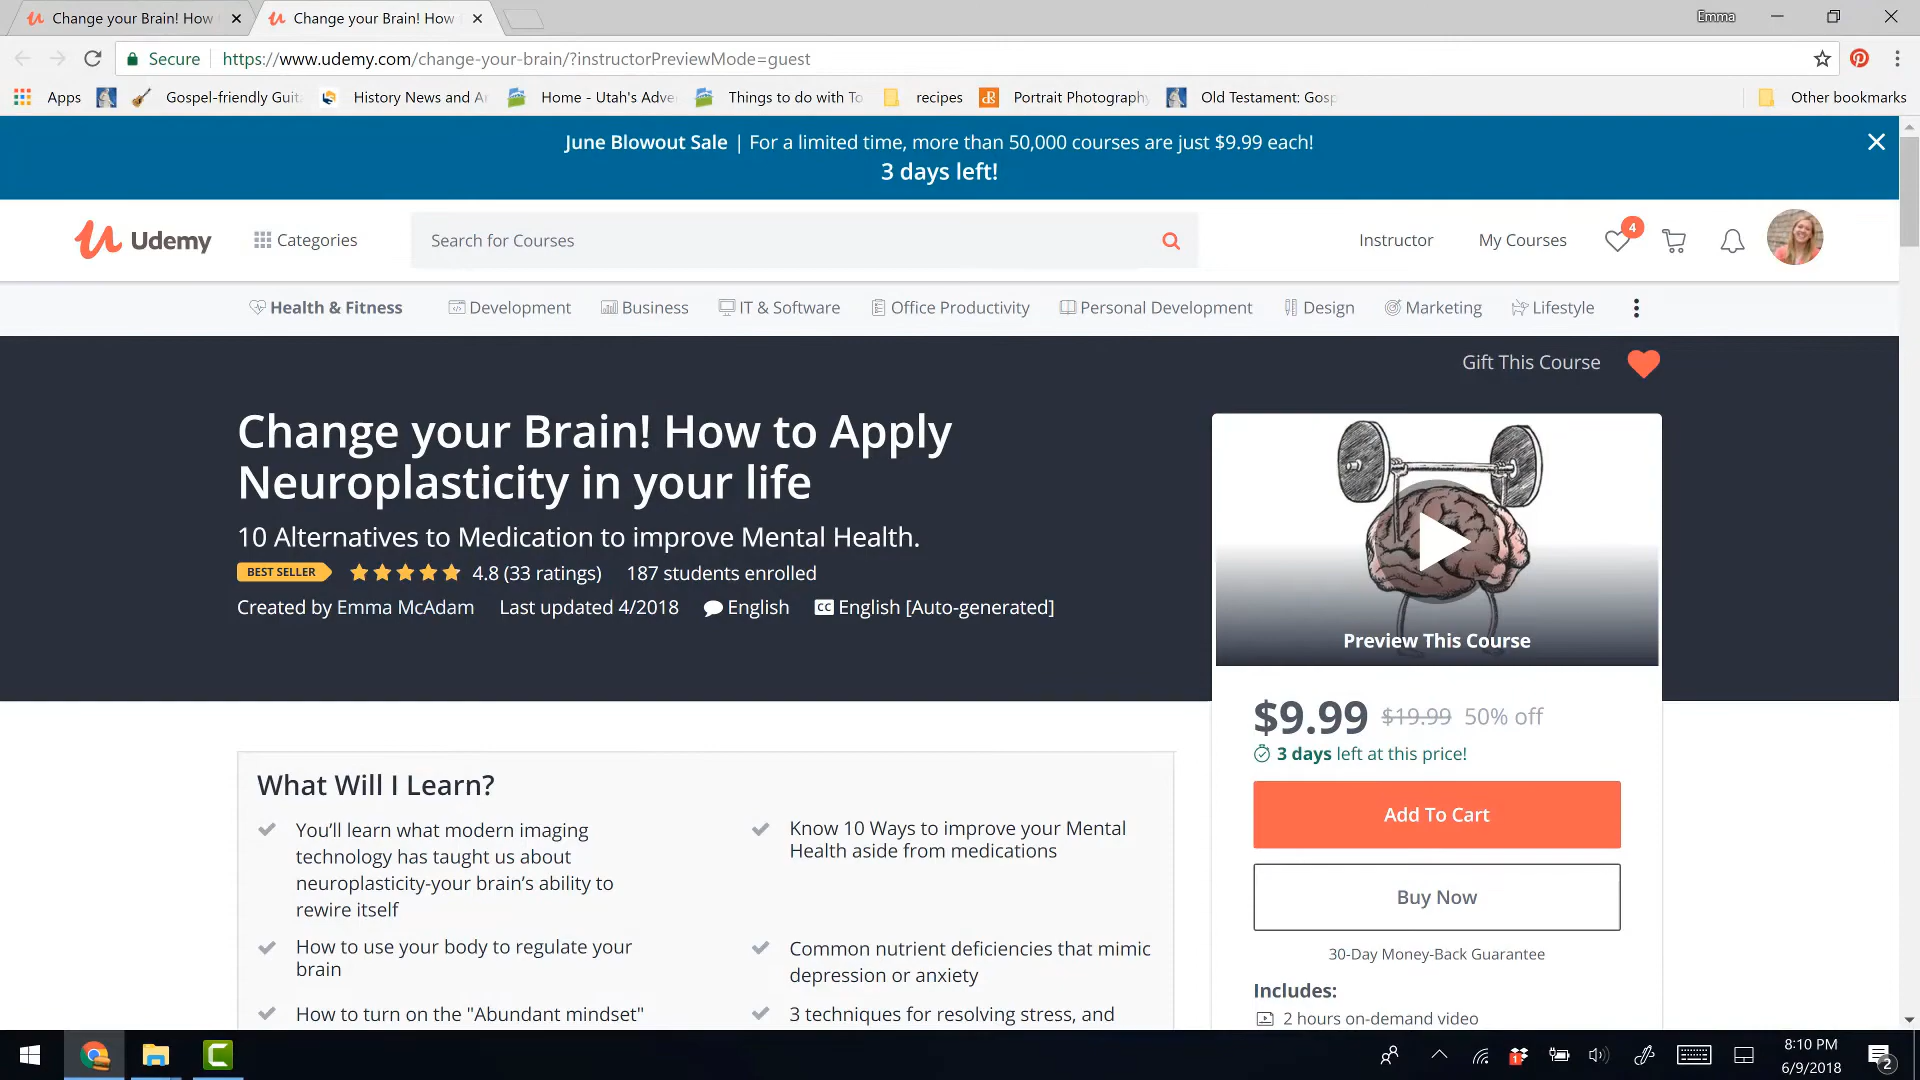 Change your Brain! How
Change your Brain! How
Emma
Secure
https://www.udemy.com/change-your-brain/?instructorPreviewMode=guest
Apps
Gospel-friendly Guit
History News and Ar
Home - Utah's Adve
Things to do with To
recipes
Portrait Photography
Old Testament: Gosp
Other bookmarks
June Blowout Sale | For a limited time, more than 50,000 courses are just $9.99 each!
3 days left!
Udemy
Categories
Search for Courses
Instructor
My Courses
4
Health & Fitness
Development
Business
IT & Software
Office Productivity
Personal Development
Design
Marketing
Lifestyle
Gift This Course
Change your Brain! How to Apply
Neuroplasticity in your life
10 Alternatives to Medication to improve Mental Health.
BEST SELLER 4.8 (33 ratings) 187 students enrolled
Created by Emma McAdam Last updated 4/2018 English CC English [Auto-generated]
Preview This Course
$9.99 $19.99 50% off
3 days left at this price!
Add To Cart
Buy Now
30-Day Money-Back Guarantee
Includes:
2 hours on-demand video
What Will I Learn?
You'll learn what modern imaging
technology has taught us about
neuroplasticity-your brain's ability to
rewire itself
Know 10 Ways to improve your Mental
Health aside from medications
How to use your body to regulate your
brain
Common nutrient deficiencies that mimic
depression or anxiety
How to turn on the "Abundant mindset"
3 techniques for resolving stress, and
8:10 PM
6/9/2018
2